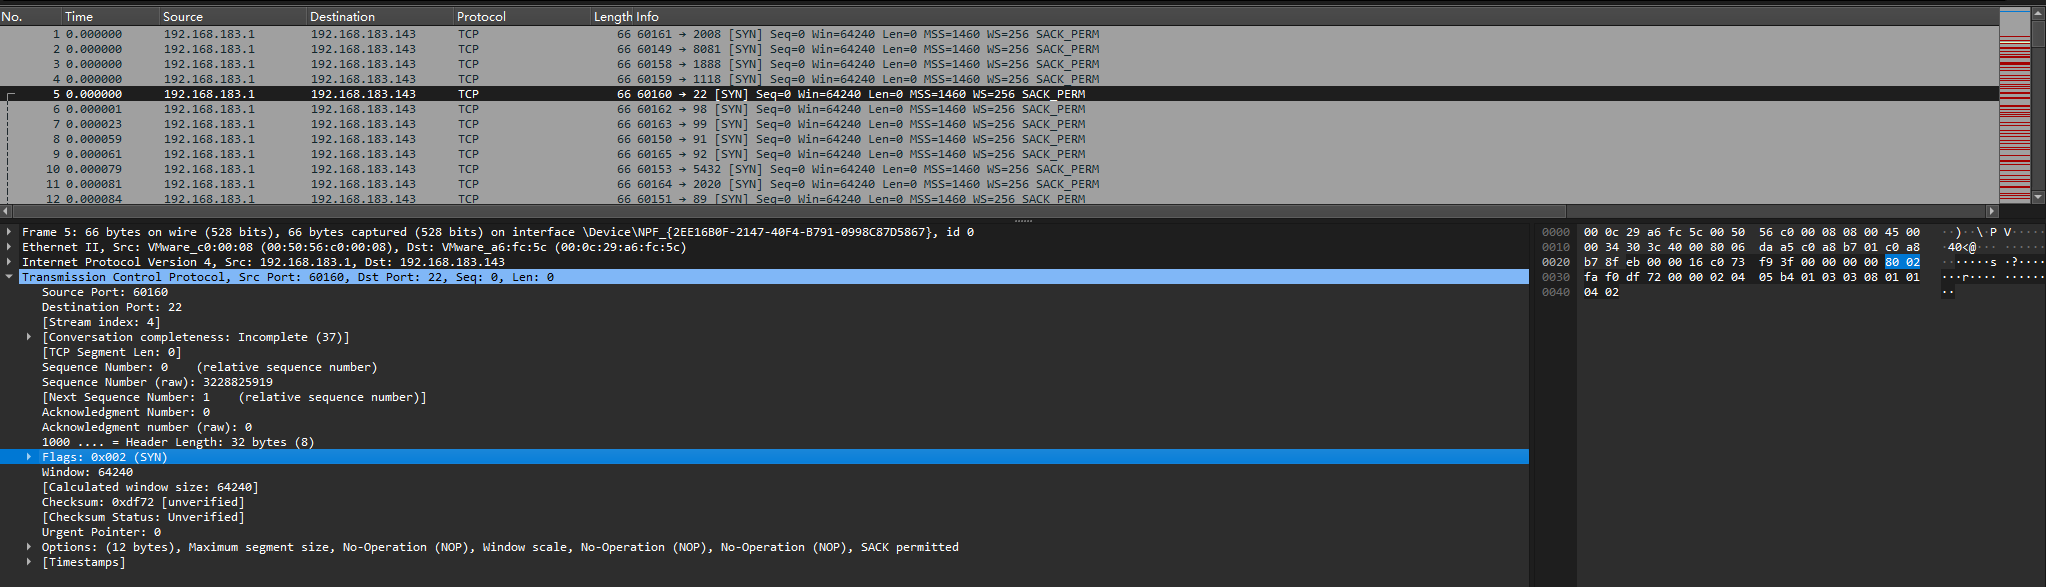 No. Time Source Destination Protocol Length Info
1 0.000000 192.168.183.1 192.168.183.143 TCP 66 60161 → 2008 [SYN] Seq=0 Win=64240 Len=0 MSS=1460 WS=256 SACK_PERM
2 0.000000 192.168.183.1 192.168.183.143 TCP 66 60149 → 8081 [SYN] Seq=0 Win=64240 Len=0 MSS=1460 WS=256 SACK_PERM
3 0.000000 192.168.183.1 192.168.183.143 TCP 66 60158 → 1888 [SYN] Seq=0 Win=64240 Len=0 MSS=1460 WS=256 SACK_PERM
4 0.000000 192.168.183.1 192.168.183.143 TCP 66 60159 → 1118 [SYN] Seq=0 Win=64240 Len=0 MSS=1460 WS=256 SACK_PERM
5 0.000000 192.168.183.1 192.168.183.143 TCP 66 60160 → 22 [SYN] Seq=0 Win=64240 Len=0 MSS=1460 WS=256 SACK_PERM
6 0.000001 192.168.183.1 192.168.183.143 TCP 66 60162 → 98 [SYN] Seq=0 Win=64240 Len=0 MSS=1460 WS=256 SACK_PERM
7 0.000023 192.168.183.1 192.168.183.143 TCP 66 60163 → 99 [SYN] Seq=0 Win=64240 Len=0 MSS=1460 WS=256 SACK_PERM
8 0.000059 192.168.183.1 192.168.183.143 TCP 66 60150 → 91 [SYN] Seq=0 Win=64240 Len=0 MSS=1460 WS=256 SACK_PERM
9 0.000061 192.168.183.1 192.168.183.143 TCP 66 60165 → 92 [SYN] Seq=0 Win=64240 Len=0 MSS=1460 WS=256 SACK_PERM
10 0.000079 192.168.183.1 192.168.183.143 TCP 66 60153 → 5432 [SYN] Seq=0 Win=64240 Len=0 MSS=1460 WS=256 SACK_PERM
11 0.000081 192.168.183.1 192.168.183.143 TCP 66 60164 → 2020 [SYN] Seq=0 Win=64240 Len=0 MSS=1460 WS=256 SACK_PERM
12 0.000084 192.168.183.1 192.168.183.143 TCP 66 60151 → 89 [SYN] Seq=0 Win=64240 Len=0 MSS=1460 WS=256 SACK_PERM
Frame 5: 66 bytes on wire (528 bits), 66 bytes captured (528 bits) on interface \Device\NPF_{2EE16B0F-2147-40F4-B791-0998C87D5867}, id 0
Ethernet II, Src: VMware_c0:00:08 (00:50:56:c0:00:08), Dst: VMware_a6:fc:5c (00:0c:29:a6:fc:5c)
Internet Protocol Version 4, Src: 192.168.183.1, Dst: 192.168.183.143
Transmission Control Protocol, Src Port: 60160, Dst Port: 22, Seq: 0, Len: 0
Source Port: 60160
Destination Port: 22
[Stream index: 4]
[Conversation completeness: Incomplete (37)]
[TCP Segment Len: 0]
Sequence Number: 0 (relative sequence number)
Sequence Number (raw): 3228825919
[Next Sequence Number: 1 (relative sequence number)]
Acknowledgment Number: 0
Acknowledgment number (raw): 0
1000 .... = Header Length: 32 bytes (8)
Flags: 0x002 (SYN)
Window: 64240
[Calculated window size: 64240]
Checksum: 0xdf72 [unverified]
[Checksum Status: Unverified]
Urgent Pointer: 0
Options: (12 bytes), Maximum segment size, No-Operation (NOP), Window scale, No-Operation (NOP), No-Operation (NOP), SACK permitted
[Timestamps]
0000 00 0c 29 a6 fc 5c 00 50 56 c0 00 08 08 00 45 00 ··)··\·P V·····E·
0010 00 34 30 3c 40 00 80 06 da a5 c0 a8 b7 01 c0 a8 ·40<@··· ········
0020 b7 8f eb 00 00 16 c0 73 f9 3f 00 00 00 00 80 02 ·······s ·?······
0030 fa f0 df 72 00 00 02 04 05 b4 01 03 03 08 01 01 ···r···· ········
0040 04 02 ··